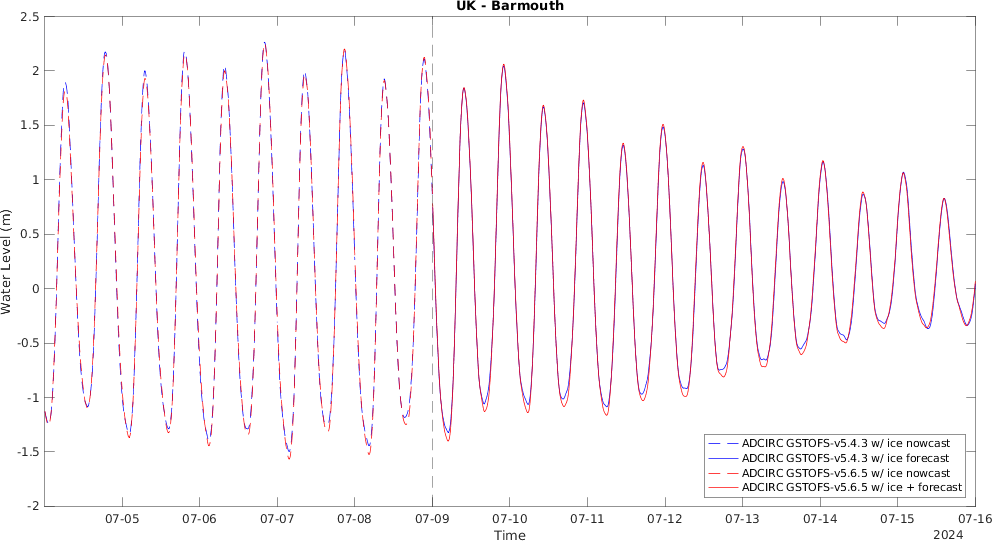 UK - Barmouth
2.5
2
1.5
1
0.5
0
-0.5
-1
-1.5
-2
Water Level (m)
ADCIRC GSTOFS-v5.4.3 w/ ice nowcast
ADCIRC GSTOFS-v5.4.3 w/ ice forecast
ADCIRC GSTOFS-v5.6.5 w/ ice nowcast
ADCIRC GSTOFS-v5.6.5 w/ ice + forecast
07-05 07-06 07-07 07-08 07-09 07-10 07-11 07-12 07-13 07-14 07-15 07-16
Time
2024